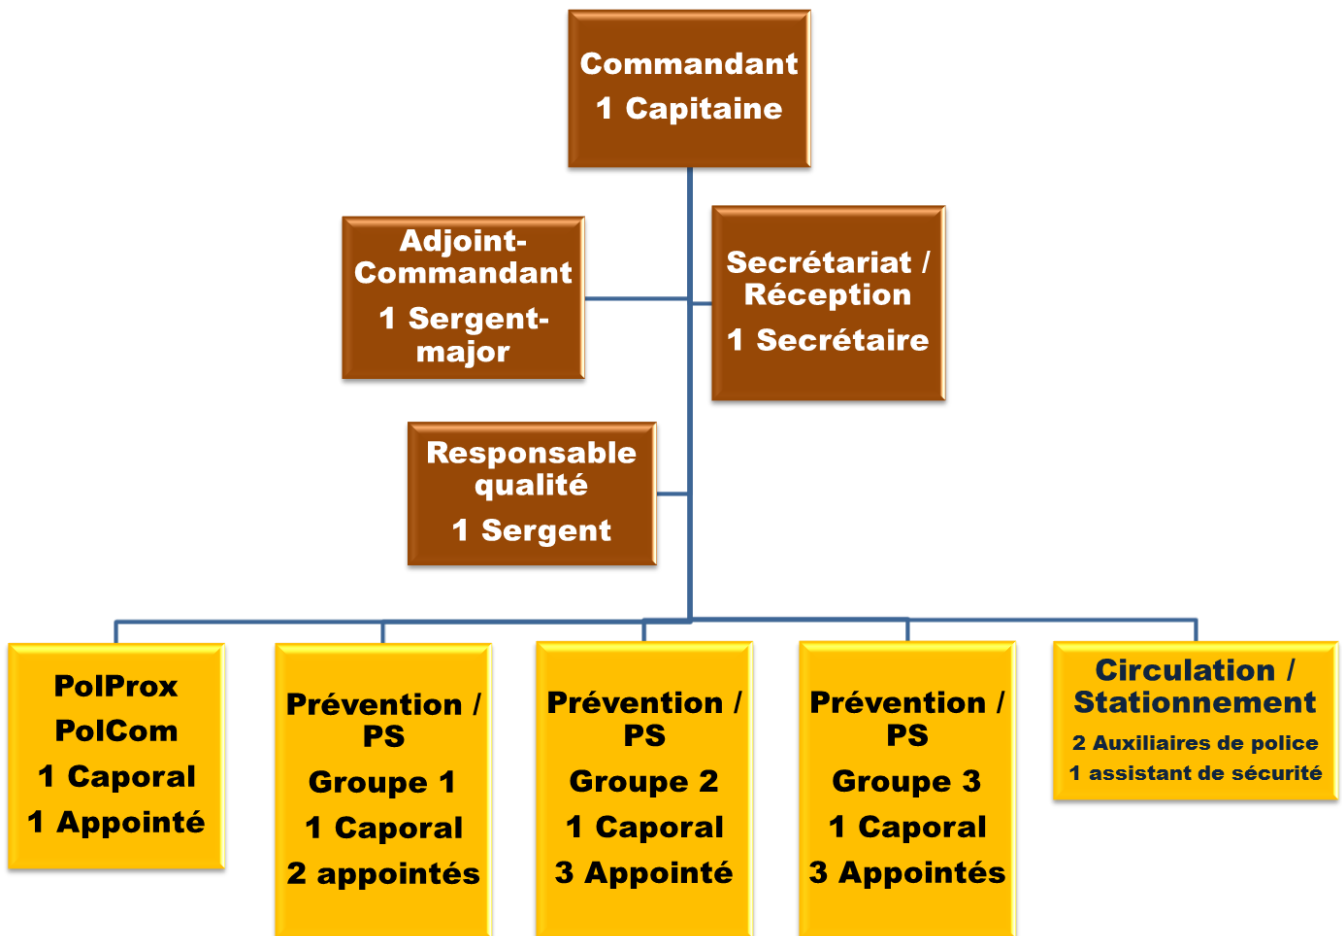 Commandant
1 Capitaine
Adjoint-
Commandant
1 Sergent-
major
Secrétariat /
Réception
1 Secrétaire
Responsable
qualité
1 Sergent
PolProx
PolCom
1 Caporal
1 Appointé
Prévention /
PS
Groupe 1
1 Caporal
2 appointés
Prévention /
PS
Groupe 2
1 Caporal
3 Appointé
Prévention /
PS
Groupe 3
1 Caporal
3 Appointés
Circulation /
Stationnement
2 Auxiliaires de police
1 assistant de sécurité